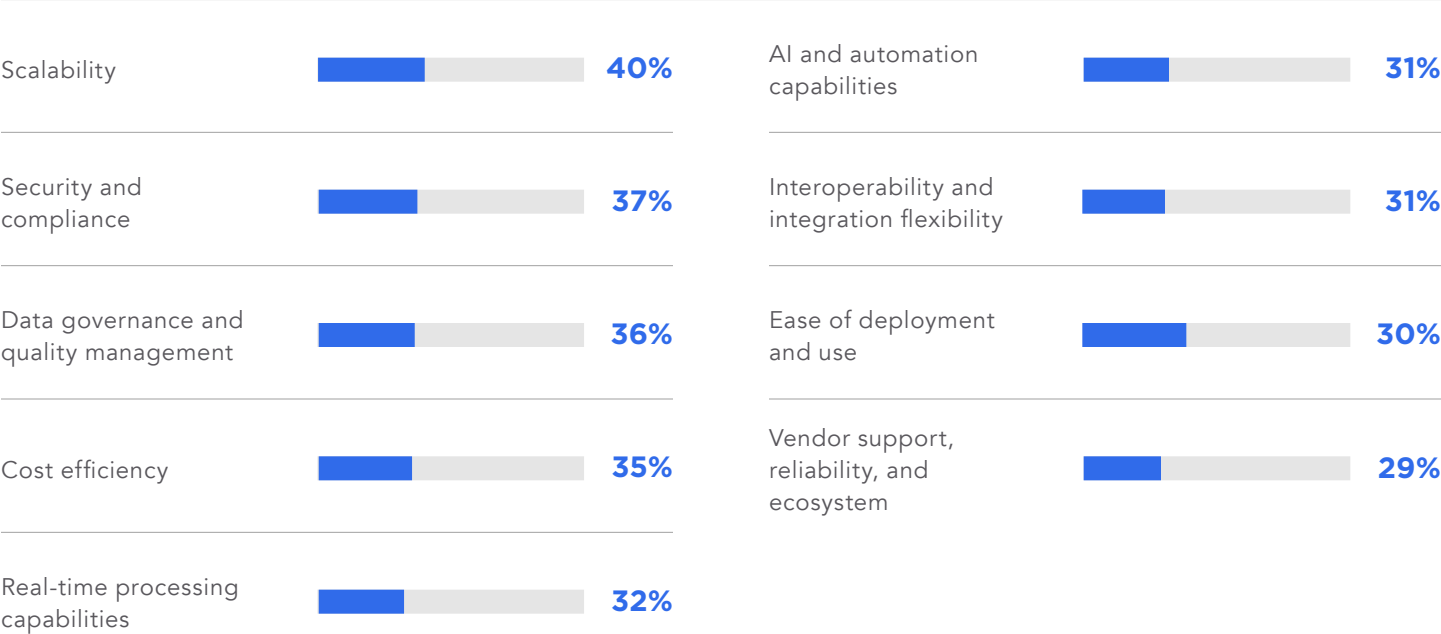 Scalability
40%
Security and
compliance
37%
Data governance and
quality management
36%
Cost efficiency
35%
Real-time processing
capabilities
32%
AI and automation
capabilities
31%
Interoperability and
integration flexibility
31%
Ease of deployment
and use
30%
Vendor support,
reliability, and
ecosystem
29%